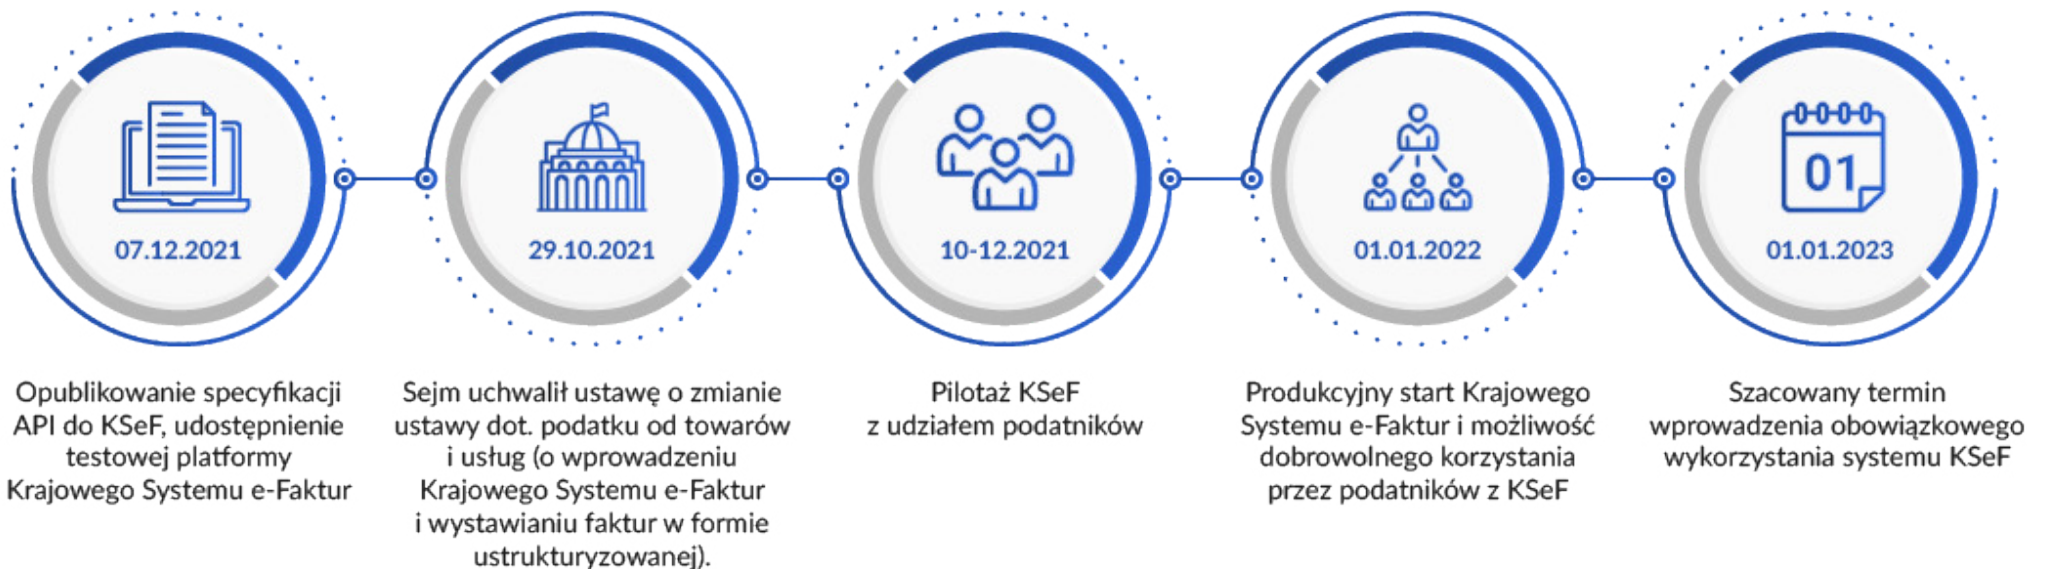 07.12.2021
Opublikowanie specyfikacji
API do KSeF, udostępnienie
testowej platformy
Krajowego Systemu e-Faktur
29.10.2021
Sejm uchwalił ustawę o zmianie
ustawy dot. podatku od towarów
i usług (o wprowadzeniu
Krajowego Systemu e-Faktur
i wystawianiu faktur w formie
ustrukturyzowanej).
10-12.2021
Pilotaż KSeF
z udziałem podatników
01.01.2022
Produkcyjny start Krajowego
Systemu e-Faktur i możliwość
dobrowolnego korzystania
przez podatników z KSeF
01
01.01.2023
Szacowany termin
wprowadzenia obowiązkowego
wykorzystania systemu KSeF